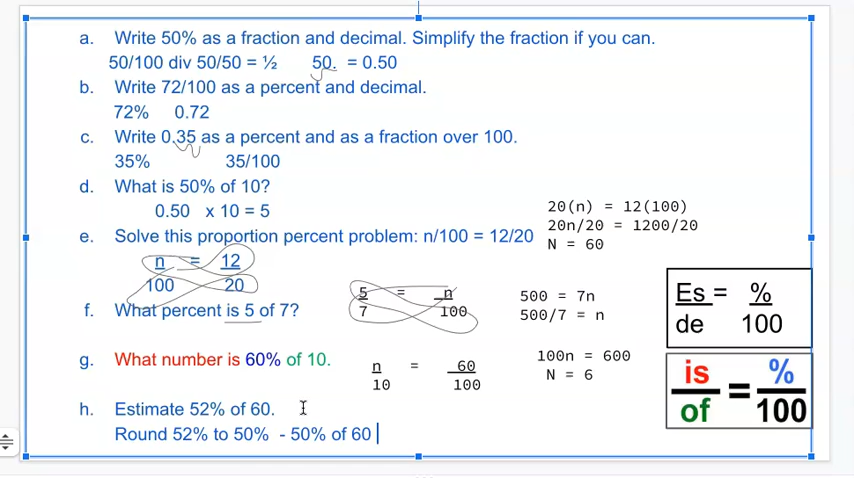 a. Write 50% as a fraction and decimal. Simplify the fraction if you can.
50/100 div 50/50 = ½ 50. = 0.50
b. Write 72/100 as a percent and decimal.
72% 0.72
c. Write 0.35 as a percent and as a fraction over 100.
35% 35/100
d. What is 50% of 10?
0.50 x 10 = 5
e. Solve this proportion percent problem: n/100 = 12/20
n = 12
100 20
20(n) = 12(100)
20n/20 = 1200/20
N = 60
f. What percent is 5 of 7?
5 = n
7 100
500 = 7n
500/7 = n
g. What number is 60% of 10.
n = 60
10 100
100n = 600
N = 6
h. Estimate 52% of 60.
Round 52% to 50% - 50% of 60
Es = %
de 100
is = %
of 100